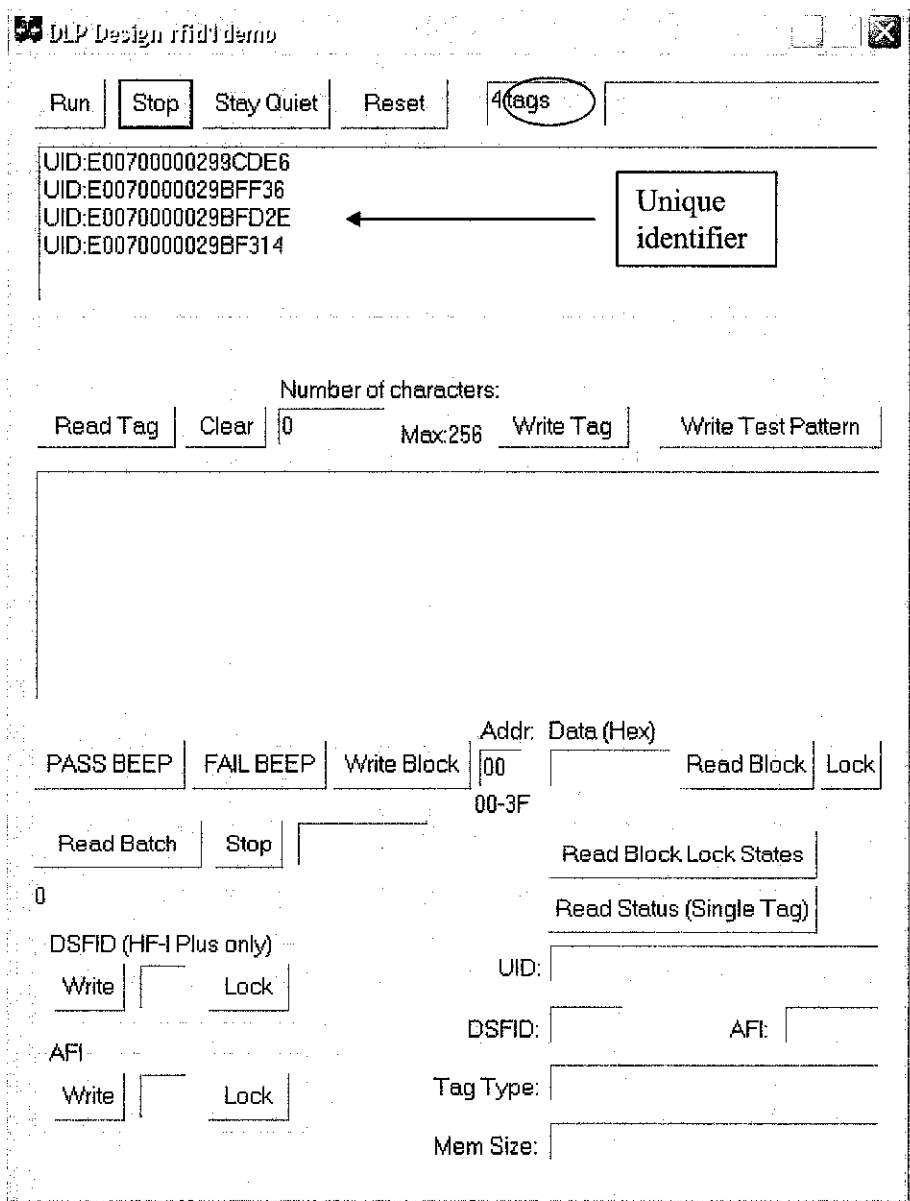 DLP Design rfid1 demo
Run Stop Stay Quiet Reset 4 tags
UID:E00700000299CDE6
UID:E0070000029BFF36
UID:E0070000029BFD2E
UID:E0070000029BF314
Unique
identifier
Number of characters:
Read Tag Clear 0 Max:256 Write Tag Write Test Pattern
Addr: Data (Hex)
PASS BEEP FAIL BEEP Write Block 00 Read Block Lock
00-3F
Read Batch Stop Read Block Lock States
0
Read Status (Single Tag)
DSFID (HF-I Plus only)
Write Lock UID:
DSFID: AFI:
AFI
Write Lock Tag Type:
Mem Size: